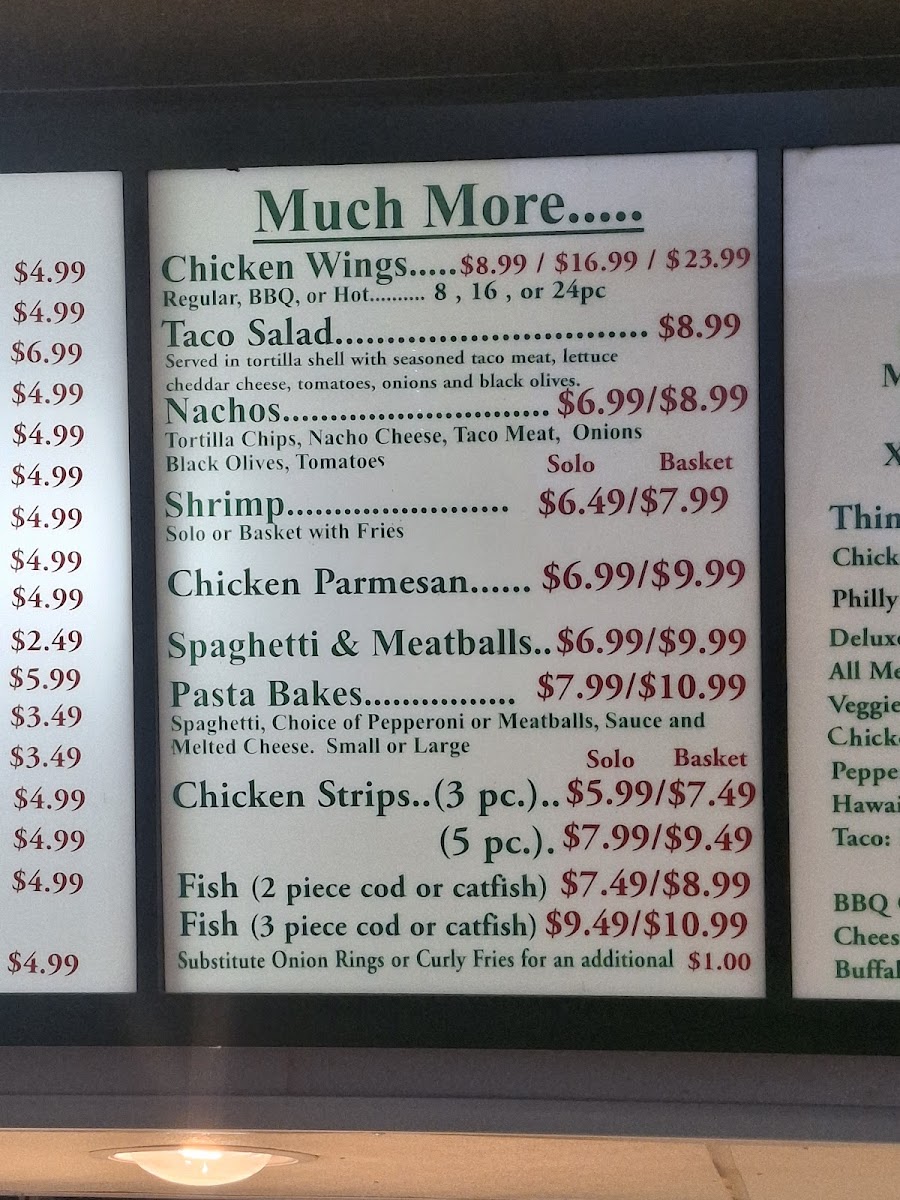 $4.99
$4.99
$6.99
$4.99
$4.99
$4.99
$4.99
$4.99
$4.99
$2.49
$5.99
$3.49
$3.49
$4.99
$4.99
$4.99
$4.99
Much More.....
Chicken Wings.....$8.99 / $16.99 / $23.99
Regular, BBQ, or Hot.......... 8 , 16 , or 24pc
Taco Salad................................ $8.99
Served in tortilla shell with seasoned taco meat, lettuce
cheddar cheese, tomatoes, onions and black olives.
Nachos........................... $6.99/$8.99
Tortilla Chips, Nacho Cheese, Taco Meat, Onions
Black Olives, Tomatoes
Solo Basket
Shrimp....................... $6.49/$7.99
Solo or Basket with Fries
Chicken Parmesan...... $6.99/$9.99
Spaghetti & Meatballs..$6.99/$9.99
Pasta Bakes................ $7.99/$10.99
Spaghetti, Choice of Pepperoni or Meatballs, Sauce and
Melted Cheese. Small or Large
Solo Basket
Chicken Strips..(3 pc.)..$5.99/$7.49
(5 pc.). $7.99/$9.49
Fish (2 piece cod or catfish) $7.49/$8.99
Fish (3 piece cod or catfish) $9.49/$10.99
Substitute Onion Rings or Curly Fries for an additional $1.00
M
X
Thin
Chick
Philly
Delux
All Me
Veggie
Chick
Peppe
Hawai
Taco:
BBQ
Chees
Buffal